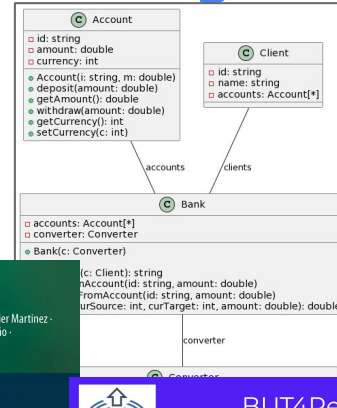 C Account
id: string
amount: double
currency: int
Account(i: string, m: double)
deposit(amount: double)
getAmount(): double
withdraw(amount: double)
getCurrency(): int
setCurrency(c: int)
C Client
id: string
name: string
accounts: Account[*]
accounts
clients
C Bank
accounts: Account[*]
converter: Converter
Bank(c: Converter)
(c: Client): string
nAccount(id: string, amount: double)
FromAccount(id: string, amount: double)
urSource: int, curTarget: int, amount: double): double
er Martinez ·
io ·
converter
C Converter
BUT4Re